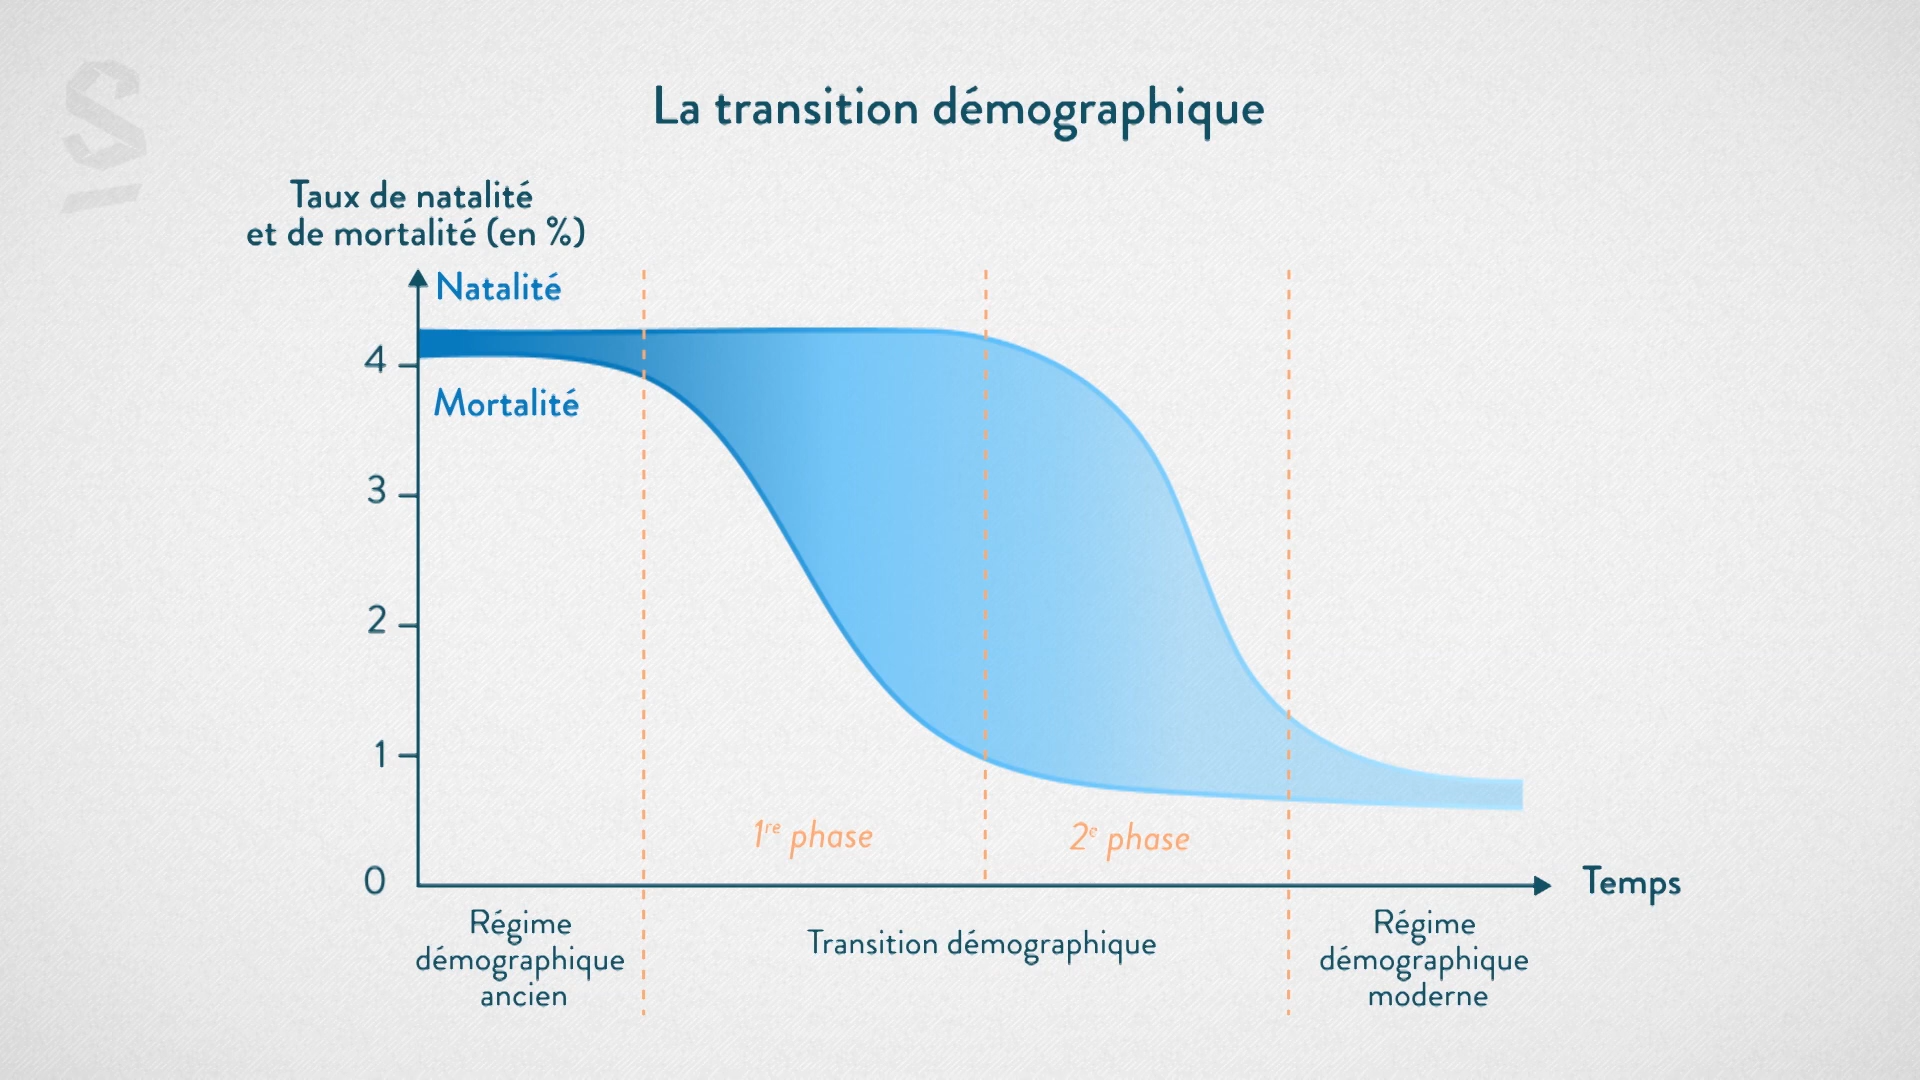 La transition démographique
Taux de natalité
et de mortalité (en %)
Natalité
4
Mortalité
3
2
1
1re phase
2e phase
0
Temps
Régime
démographique
ancien
Transition démographique
Régime
démographique
moderne